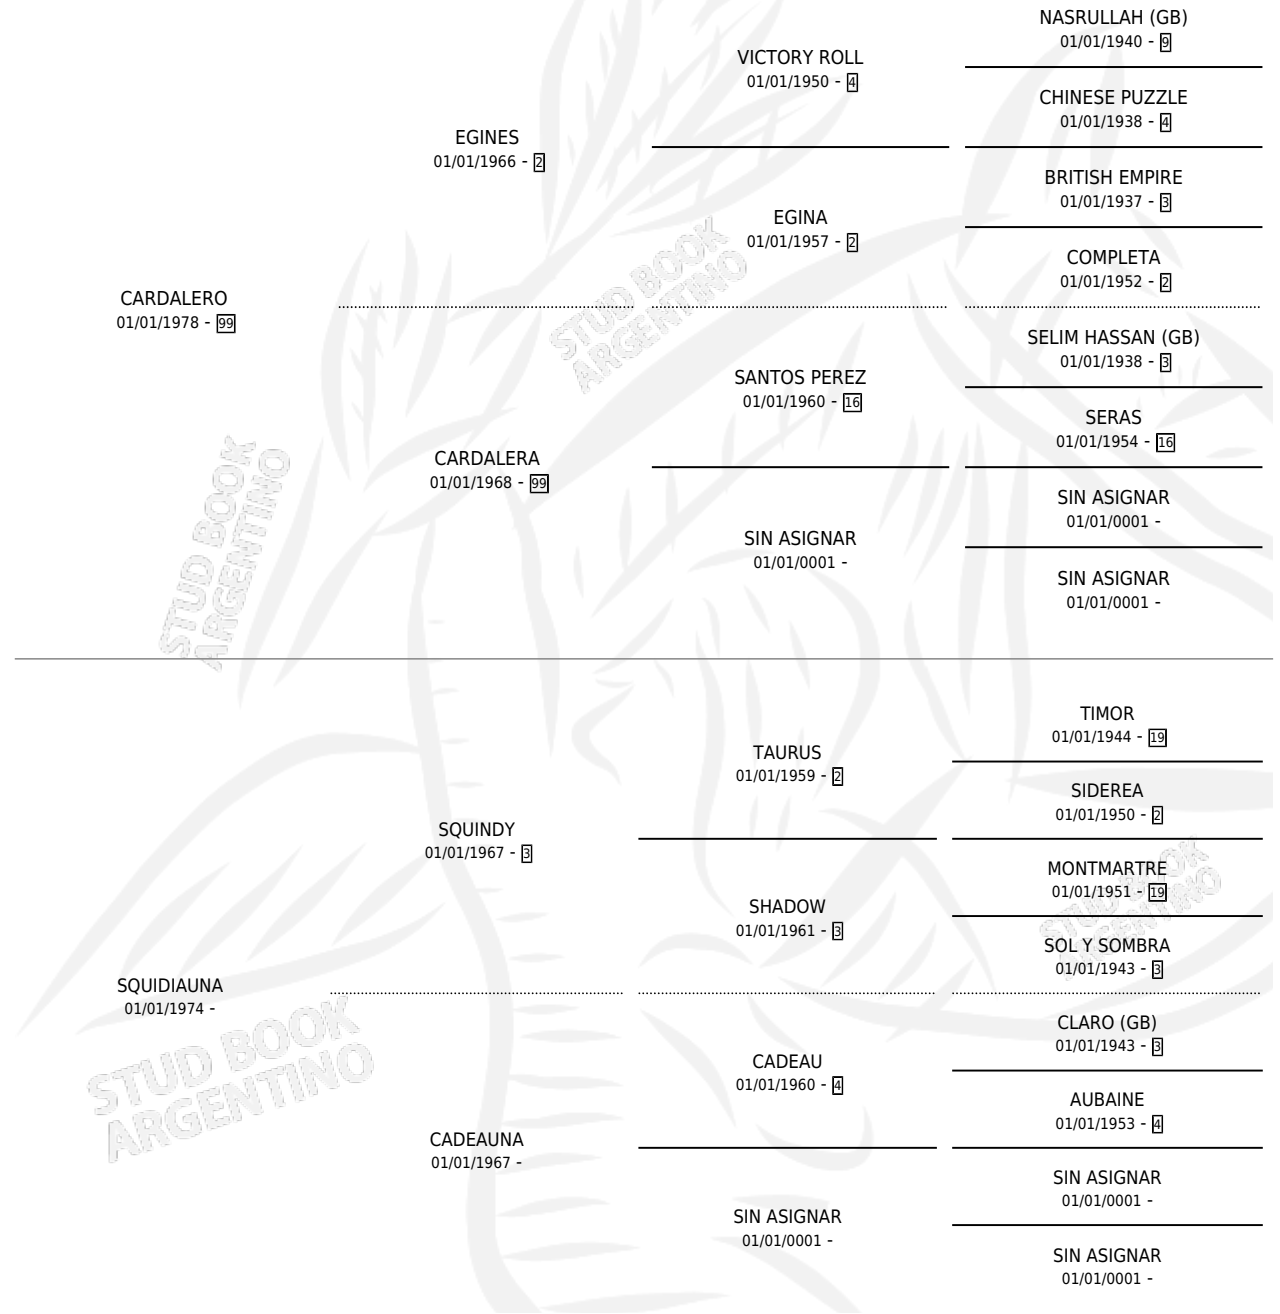 NASRULLAH (GB)
01/01/1940 - 9
VICTORY ROLL
01/01/1950 - 4
CHINESE PUZZLE
01/01/1938 - 4
EGINES
01/01/1966 - 2
BRITISH EMPIRE
01/01/1937 - 3
EGINA
01/01/1957 - 2
COMPLETA
01/01/1952 - 2
CARDALERO
01/01/1978 - 99
SELIM HASSAN (GB)
01/01/1938 - 3
SANTOS PEREZ
01/01/1960 - 16
SERAS
01/01/1954 - 16
CARDALERA
01/01/1968 - 99
SIN ASIGNAR
01/01/0001 -
SIN ASIGNAR
01/01/0001 -
SIN ASIGNAR
01/01/0001 -
STUD BOOK
ARGENTINO
STUD BOOK
ARGENTINO
TIMOR
01/01/1944 - 19
TAURUS
01/01/1959 - 2
SIDEREA
01/01/1950 - 2
SQUINDY
01/01/1967 - 3
MONTMARTRE
01/01/1951 - 19
SHADOW
01/01/1961 - 3
SOL Y SOMBRA
01/01/1943 - 3
SQUIDIAUNA
01/01/1974 -
CLARO (GB)
01/01/1943 - 3
CADEAU
01/01/1960 - 4
AUBAINE
01/01/1953 - 4
CADEAUNA
01/01/1967 -
SIN ASIGNAR
01/01/0001 -
SIN ASIGNAR
01/01/0001 -
SIN ASIGNAR
01/01/0001 -
STUD BOOK
ARGENTINO
STUD BOOK
ARGENTINO